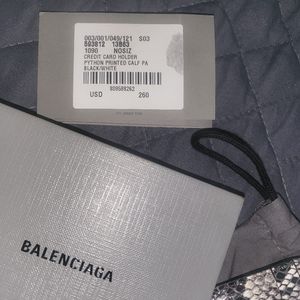 003/001/049/121 S03
593812 13B83
1090 NOSIZ
CREDIT CARD HOLDER
PYTHON PRINTED CALF PA
BLACK/WHITE
809589262
USD 260
BALENCIAGA